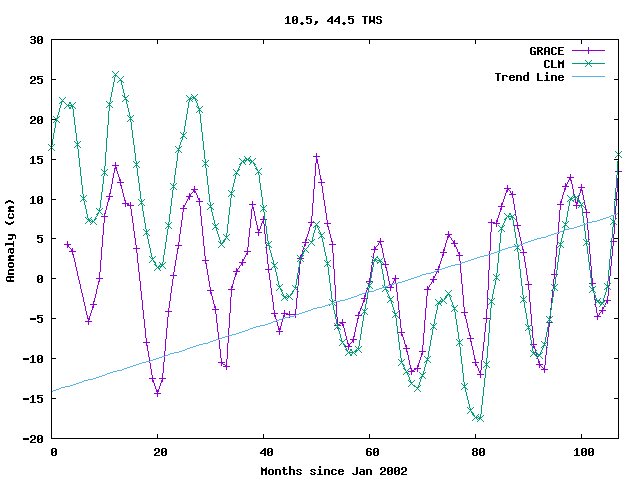 10.5, 44.5 TWS
GRACE
CLM
Trend Line
30
25
20
15
10
5
0
-5
-10
-15
-20
Anomaly (cm)
0 20 40 60 80 100
Months since Jan 2002